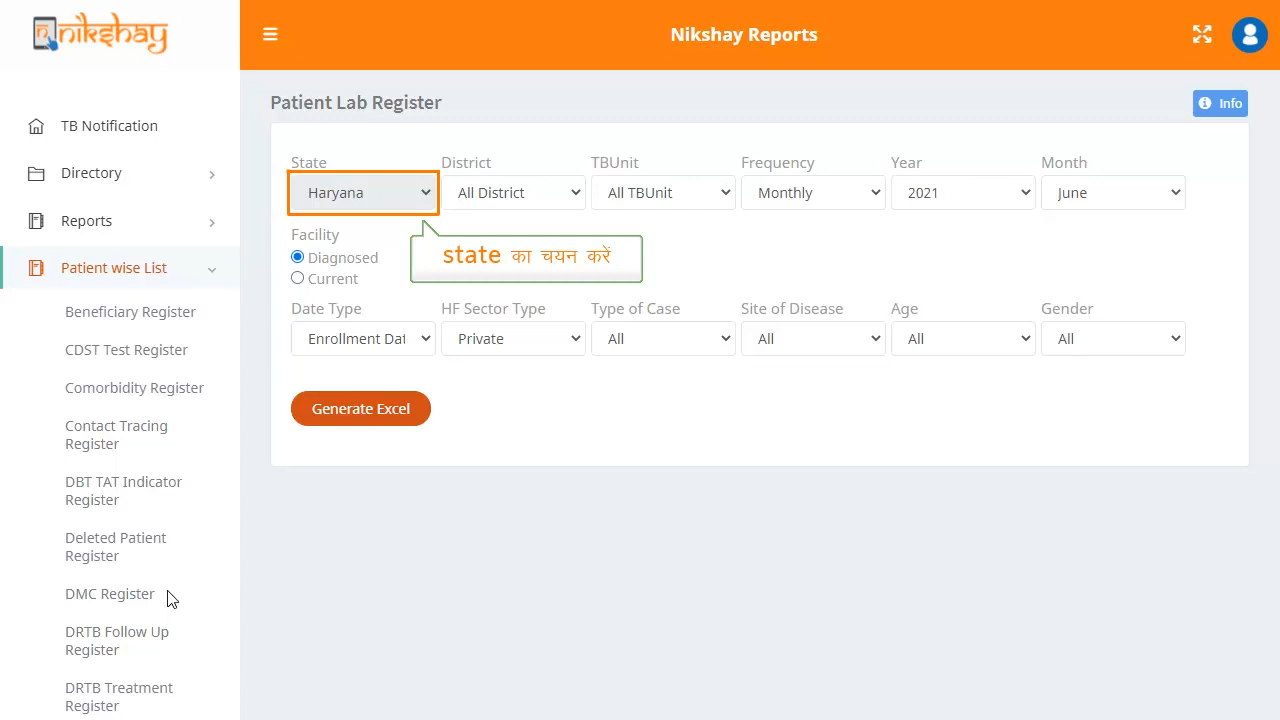 nikshay
Nikshay Reports
TB Notification
Directory
Reports
Patient wise List
Beneficiary Register
CDST Test Register
Comorbidity Register
Contact Tracing
Register
DBT TAT Indicator
Register
Deleted Patient
Register
DMC Register
DRTB Follow Up
Register
DRTB Treatment
Register
Patient Lab Register
Info
State District TBUnit Frequency Year Month
Haryana All District All TBUnit Monthly 2021 June
Facility
Diagnosed
Current
state का चयन करें
Date Type HF Sector Type Type of Case Site of Disease Age Gender
Enrollment Dat Private All All All All
Generate Excel